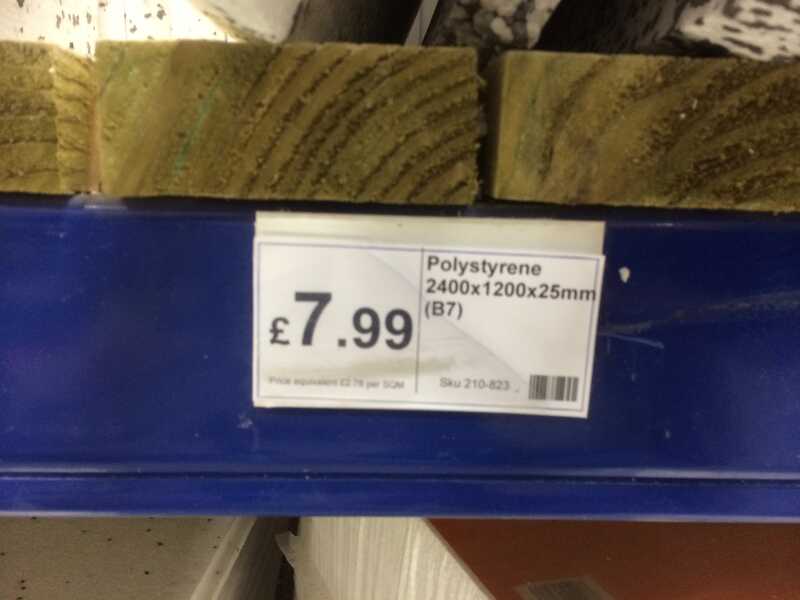 £7.99
Price equivalent £2.78 per SQM
Polystyrene
2400x1200x25mm
(B7)
Sku 210-823